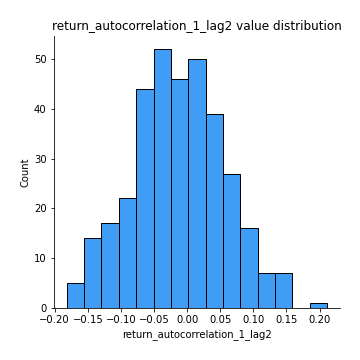 return_autocorrelation_1_lag2 value distribution
50
40
30
20
10
0
Count
−0.20 −0.15 −0.10 −0.05 0.00 0.05 0.10 0.15 0.20
return_autocorrelation_1_lag2